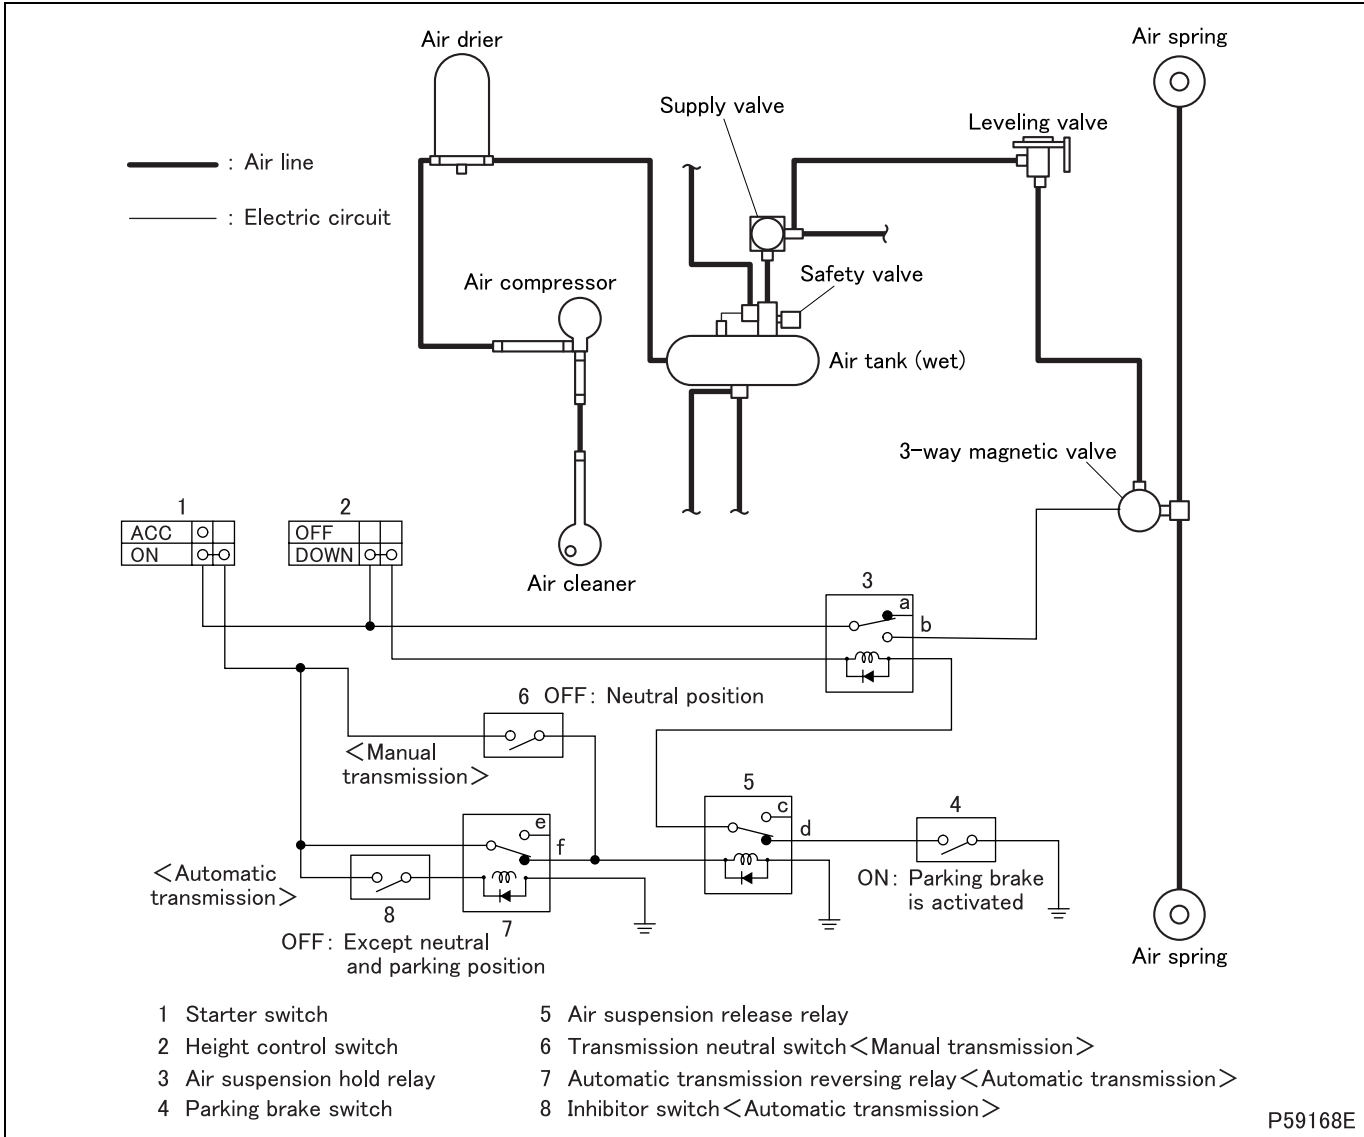 Air drier
Air spring
Supply valve
Leveling valve
: Air line
: Electric circuit
Air compressor
Safety valve
Air tank (wet)
3-way magnetic valve
1
2
ACC
ON
OFF
DOWN
Air cleaner
3
a
b
6 OFF: Neutral position
<Manual
transmission>
5
c
d
4
e
f
<Automatic
transmission>
ON: Parking brake
is activated
8
7
OFF: Except neutral
and parking position
Air spring
1 Starter switch
2 Height control switch
3 Air suspension hold relay
4 Parking brake switch
5 Air suspension release relay
6 Transmission neutral switch<Manual transmission>
7 Automatic transmission reversing relay<Automatic transmission>
8 Inhibitor switch<Automatic transmission>
P59168E